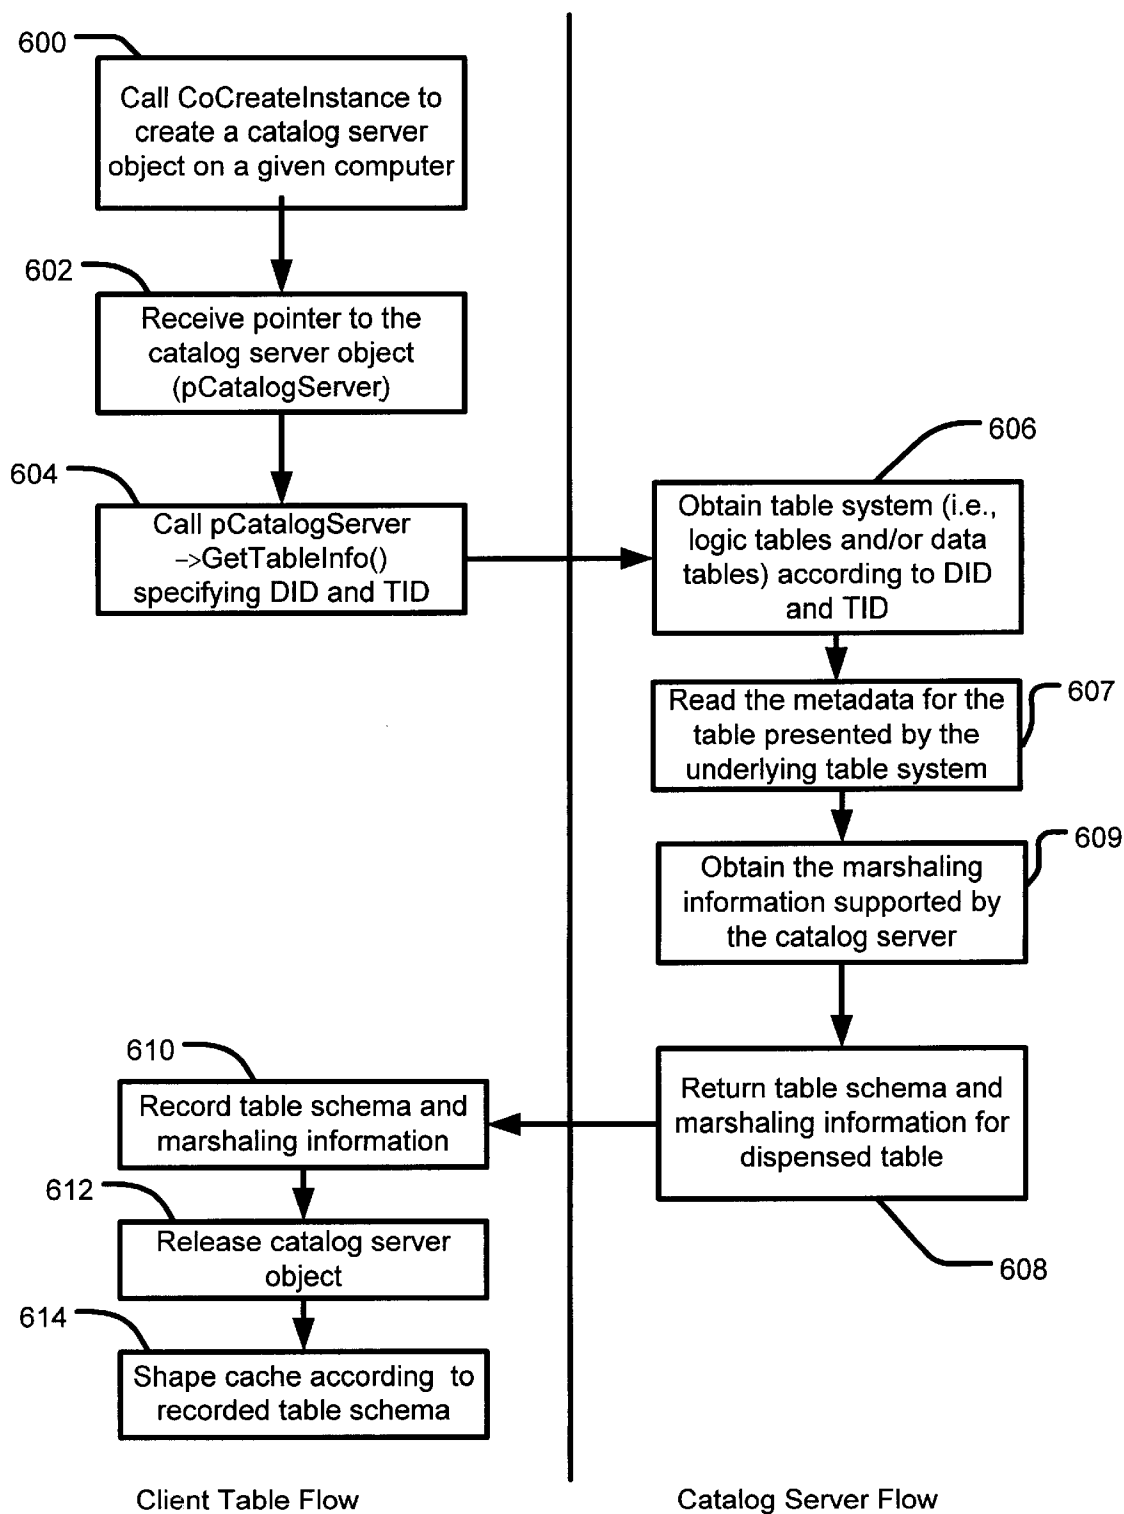 600
Call CoCreateInstance to
create a catalog server
object on a given computer
602
Receive pointer to the
catalog server object
(pCatalogServer)
604
Call pCatalogServer
–>GetTableInfo()
specifying DID and TID
606
Obtain table system (i.e.,
logic tables and/or data
tables) according to DID
and TID
607
Read the metadata for the
table presented by the
underlying table system
609
Obtain the marshaling
information supported by
the catalog server
Return table schema and
marshaling information for
dispensed table
608
610
Record table schema and
marshaling information
612
Release catalog server
object
614
Shape cache according to
recorded table schema
Client Table Flow
Catalog Server Flow